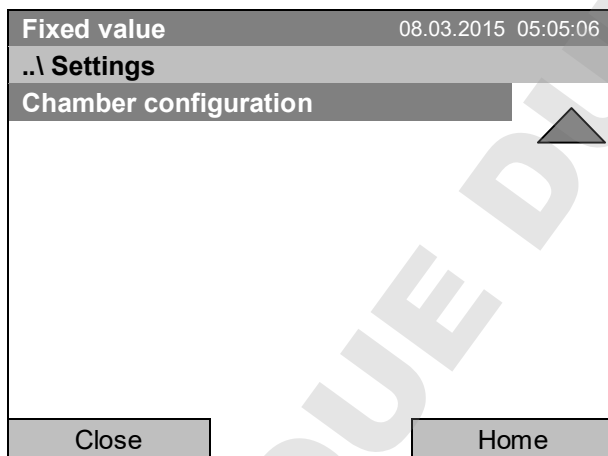 Fixed value 08.03.2015 05:05:06
..\ Settings
Chamber configuration
Close Home